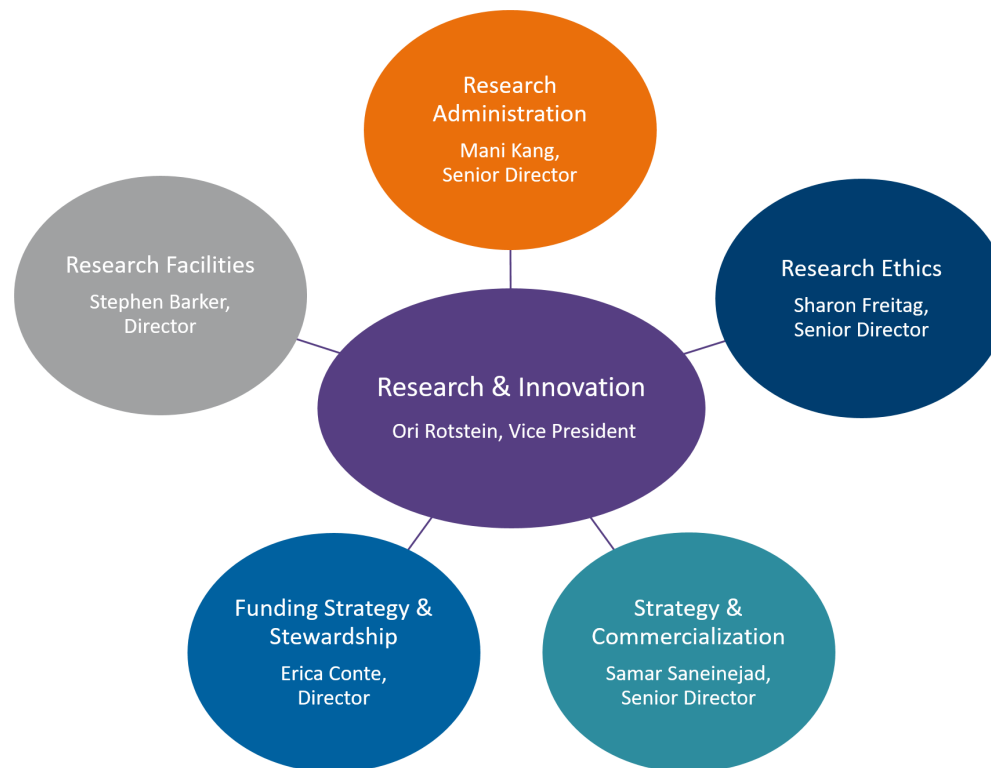 Research
Administration
Mani Kang,
Senior Director
Research Facilities
Stephen Barker,
Director
Research Ethics
Sharon Freitag,
Senior Director
Research & Innovation
Ori Rotstein, Vice President
Funding Strategy &
Stewardship
Erica Conte,
Director
Strategy &
Commercialization
Samar Saneinejad,
Senior Director